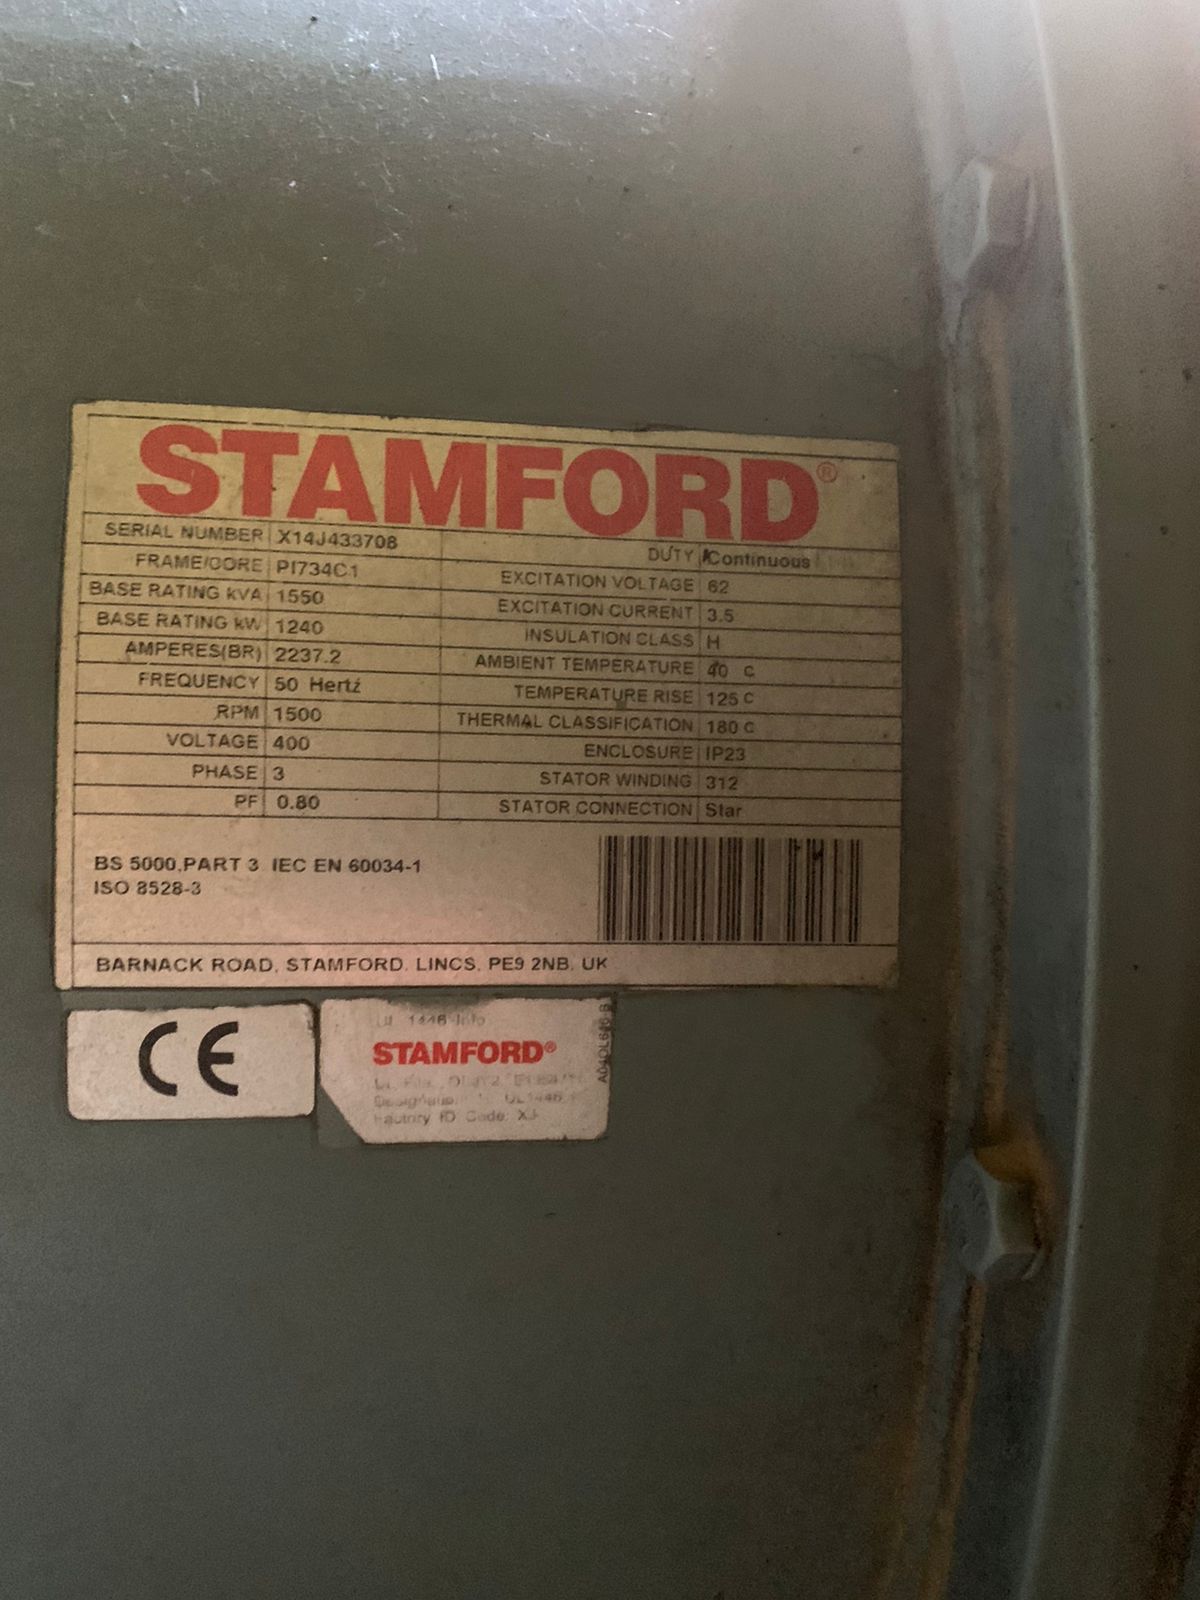 STAMFORD®
SERIAL NUMBER X14J433708
FRAME/CORE PI734C1
BASE RATING kVA 1550
BASE RATING kW 1240
AMPERES(BR) 2237.2
FREQUENCY 50 Hertz
RPM 1500
VOLTAGE 400
PHASE 3
PF 0.80
DUTY Continuous
EXCITATION VOLTAGE 62
EXCITATION CURRENT 3.5
INSULATION CLASS H
AMBIENT TEMPERATURE 40 C
TEMPERATURE RISE 125 C
THERMAL CLASSIFICATION 180 C
ENCLOSURE IP23
STATOR WINDING 312
STATOR CONNECTION Star
BS 5000,PART 3 IEC EN 60034-1
ISO 8528-3
BARNACK ROAD, STAMFORD, LINCS, PE9 2NB, UK
CE
1446
STAMFORD®
UL1446
Factory ID Code: